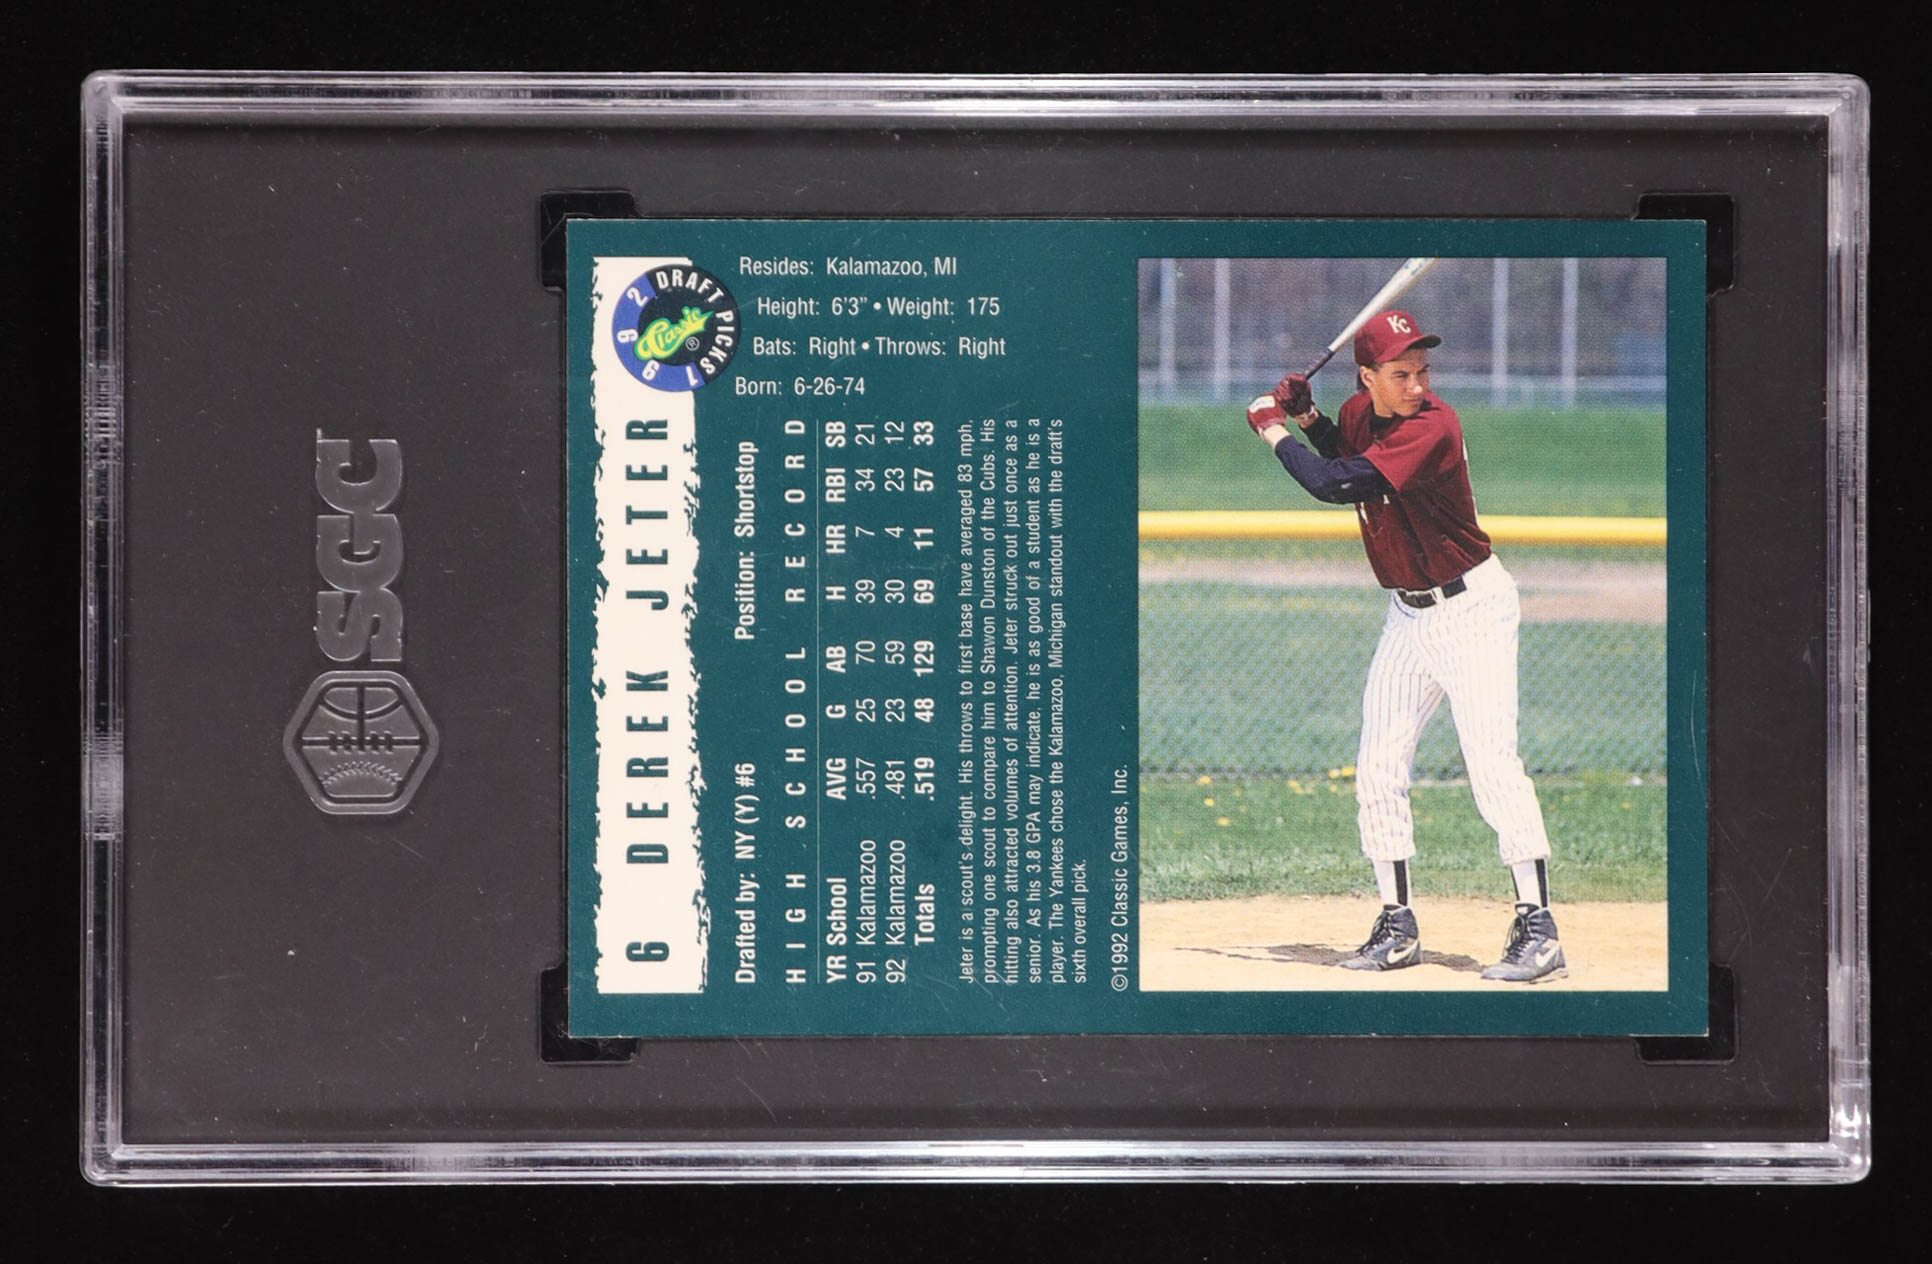 SGC
6 DEREK JETER
1992 DRAFT PICKS
Classic®
Resides: Kalamazoo, MI
Height: 6'3" • Weight: 175
Bats: Right • Throws: Right
Born: 6-26-74
Drafted by: NY (Y) #6 Position: Shortstop
HIGH SCHOOL RECORD
YR School AVG G AB H HR RBI SB
91 Kalamazoo .557 25 70 39 7 34 21
92 Kalamazoo .481 23 59 30 4 23 12
Totals .519 48 129 69 11 57 33
Jeter is a scout's delight. His throws to first base have averaged 83 mph,
prompting one scout to compare him to Shawon Dunston of the Cubs. His
hitting also attracted volumes of attention. Jeter struck out just once as a
senior. As his 3.8 GPA may indicate, he is as good of a student as he is a
player. The Yankees chose the Kalamazoo, Michigan standout with the draft's
sixth overall pick.
©1992 Classic Games, Inc.
KC